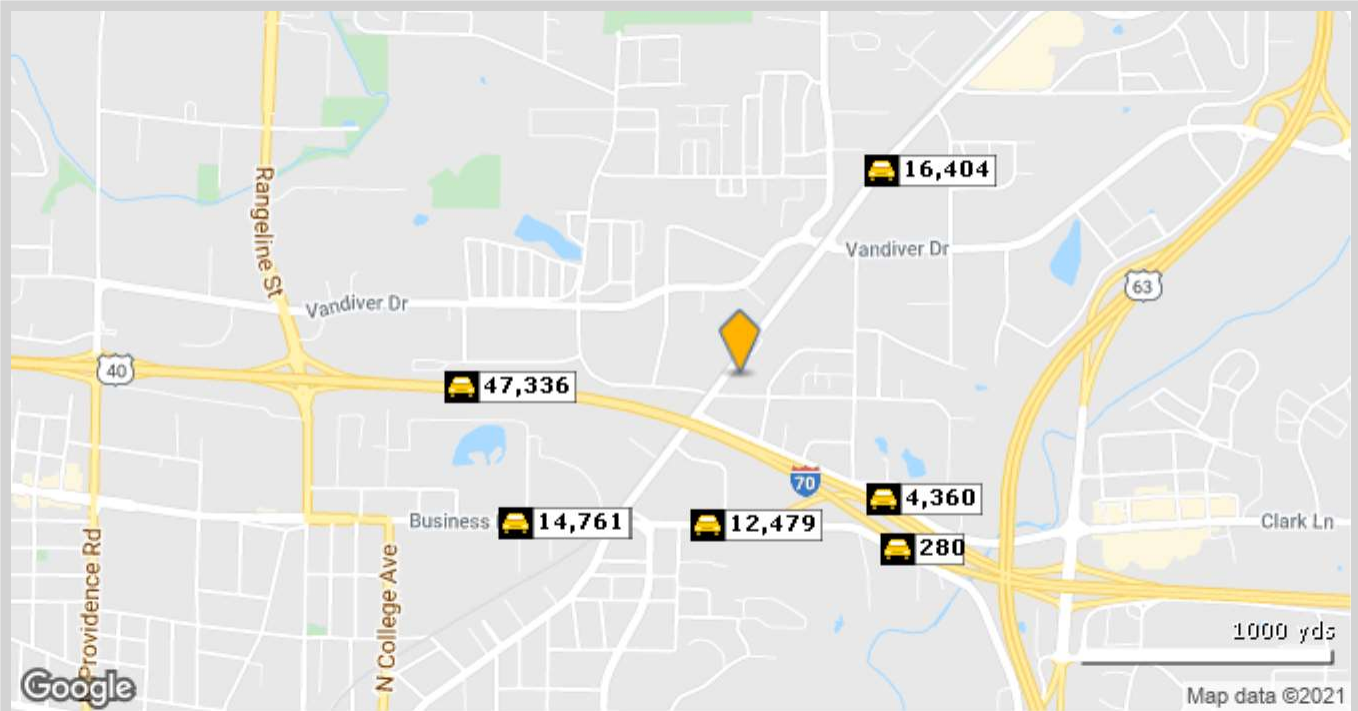 Rangeline St
16,404
Vandiver Dr
63
Vandiver Dr
40
47,336
70
4,360
Business
14,761
12,479
Clark Ln
280
Providence Rd
N College Ave
1000 yds
Google
Map data ©2021